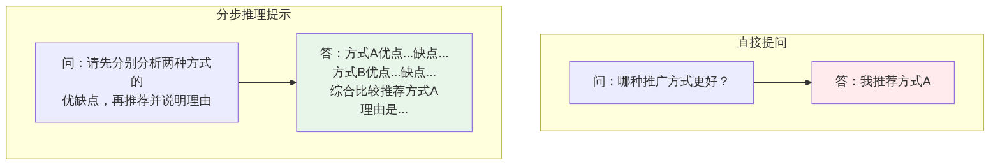 分步推理提示
问：请先分别分析两种方式
的
优缺点，再推荐并说明理由
答：方式A优点...缺点...
方式B优点...缺点...
综合比较推荐方式A
理由是...
直接提问
问：哪种推广方式更好？
答：我推荐方式A